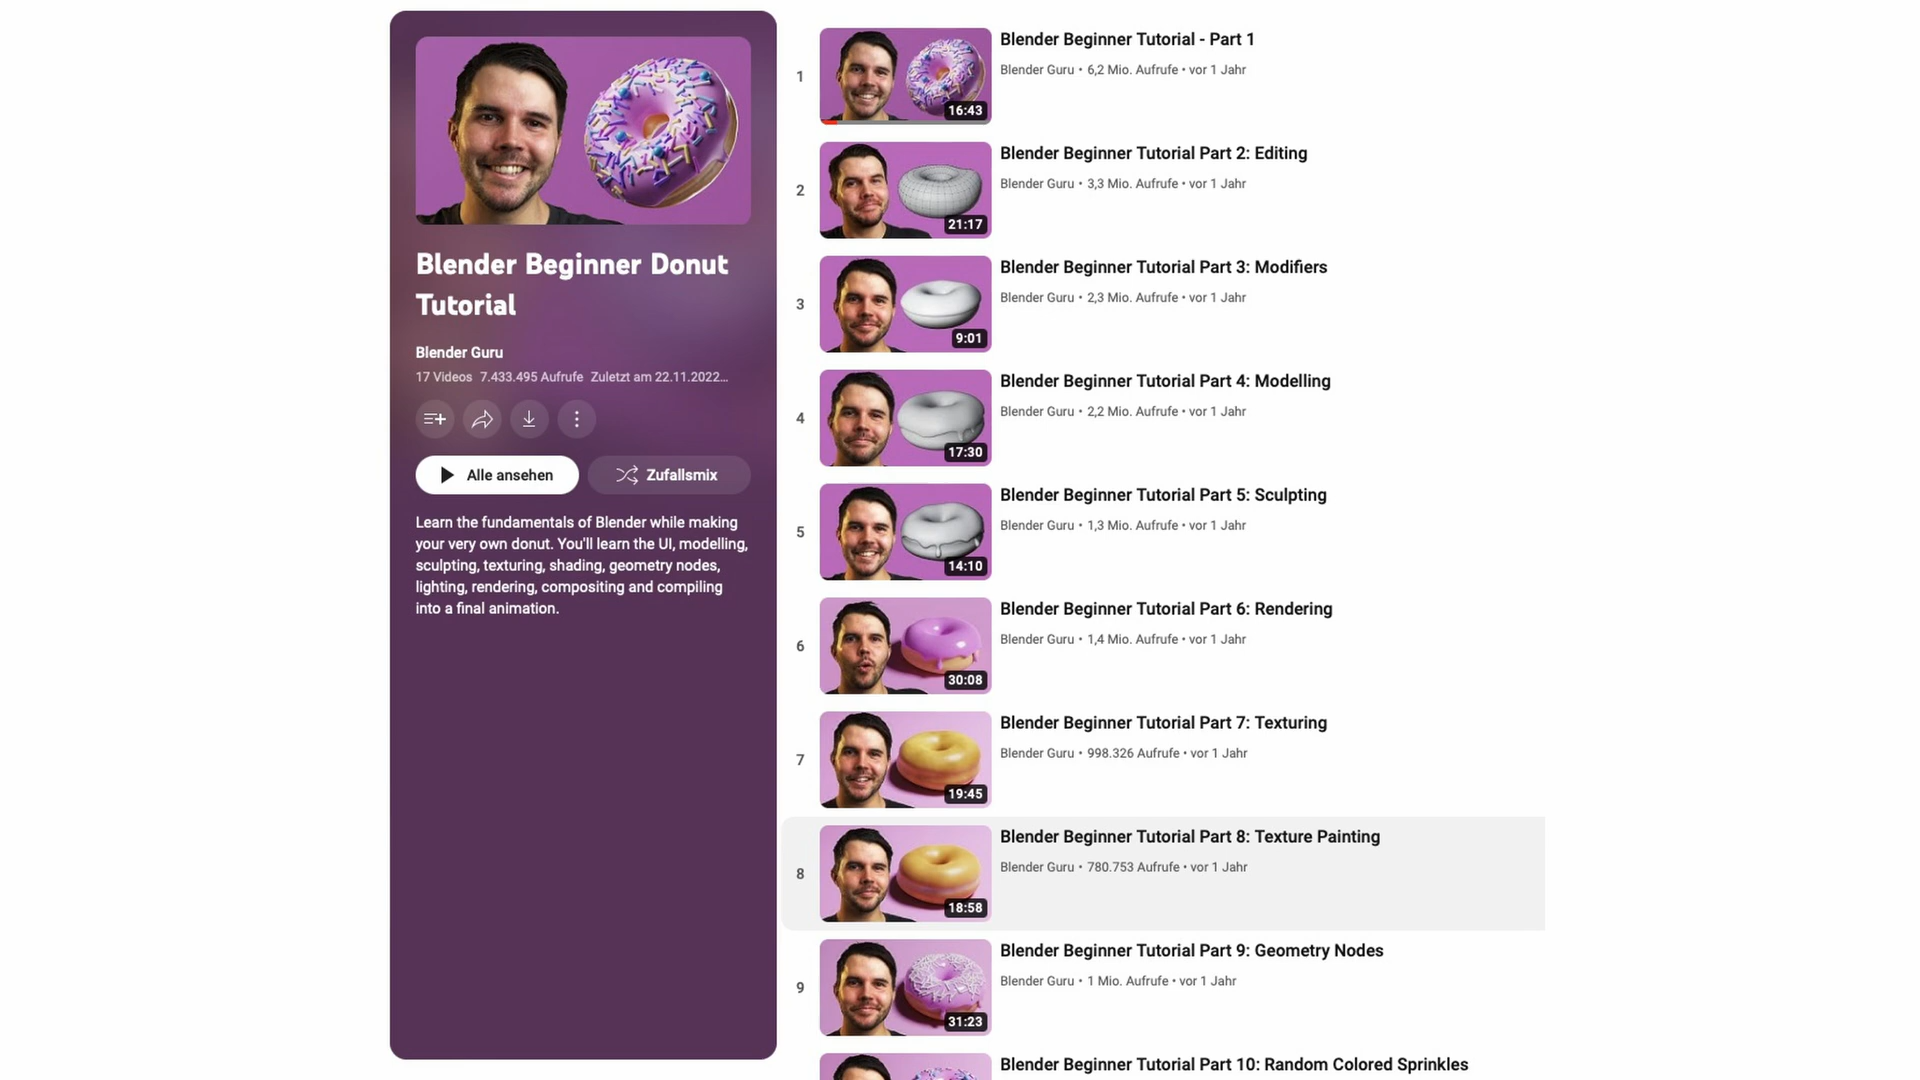 Blender Beginner Donut
Tutorial
Blender Guru
17 Videos 7.433.495 Aufrufe Zuletzt am 22.11.2022...
Alle ansehen
Zufallsmix
Learn the fundamentals of Blender while making
your very own donut. You'll learn the UI, modelling,
sculpting, texturing, shading, geometry nodes,
lighting, rendering, compositing and compiling
into a final animation.
1
16:43
Blender Beginner Tutorial - Part 1
Blender Guru • 6,2 Mio. Aufrufe • vor 1 Jahr
2
21:17
Blender Beginner Tutorial Part 2: Editing
Blender Guru • 3,3 Mio. Aufrufe • vor 1 Jahr
3
9:01
Blender Beginner Tutorial Part 3: Modifiers
Blender Guru • 2,3 Mio. Aufrufe • vor 1 Jahr
4
17:30
Blender Beginner Tutorial Part 4: Modelling
Blender Guru • 2,2 Mio. Aufrufe • vor 1 Jahr
5
14:10
Blender Beginner Tutorial Part 5: Sculpting
Blender Guru • 1,3 Mio. Aufrufe • vor 1 Jahr
6
30:08
Blender Beginner Tutorial Part 6: Rendering
Blender Guru • 1,4 Mio. Aufrufe • vor 1 Jahr
7
19:45
Blender Beginner Tutorial Part 7: Texturing
Blender Guru • 998.326 Aufrufe • vor 1 Jahr
8
18:58
Blender Beginner Tutorial Part 8: Texture Painting
Blender Guru • 780.753 Aufrufe • vor 1 Jahr
9
31:23
Blender Beginner Tutorial Part 9: Geometry Nodes
Blender Guru • 1 Mio. Aufrufe • vor 1 Jahr
Blender Beginner Tutorial Part 10: Random Colored Sprinkles